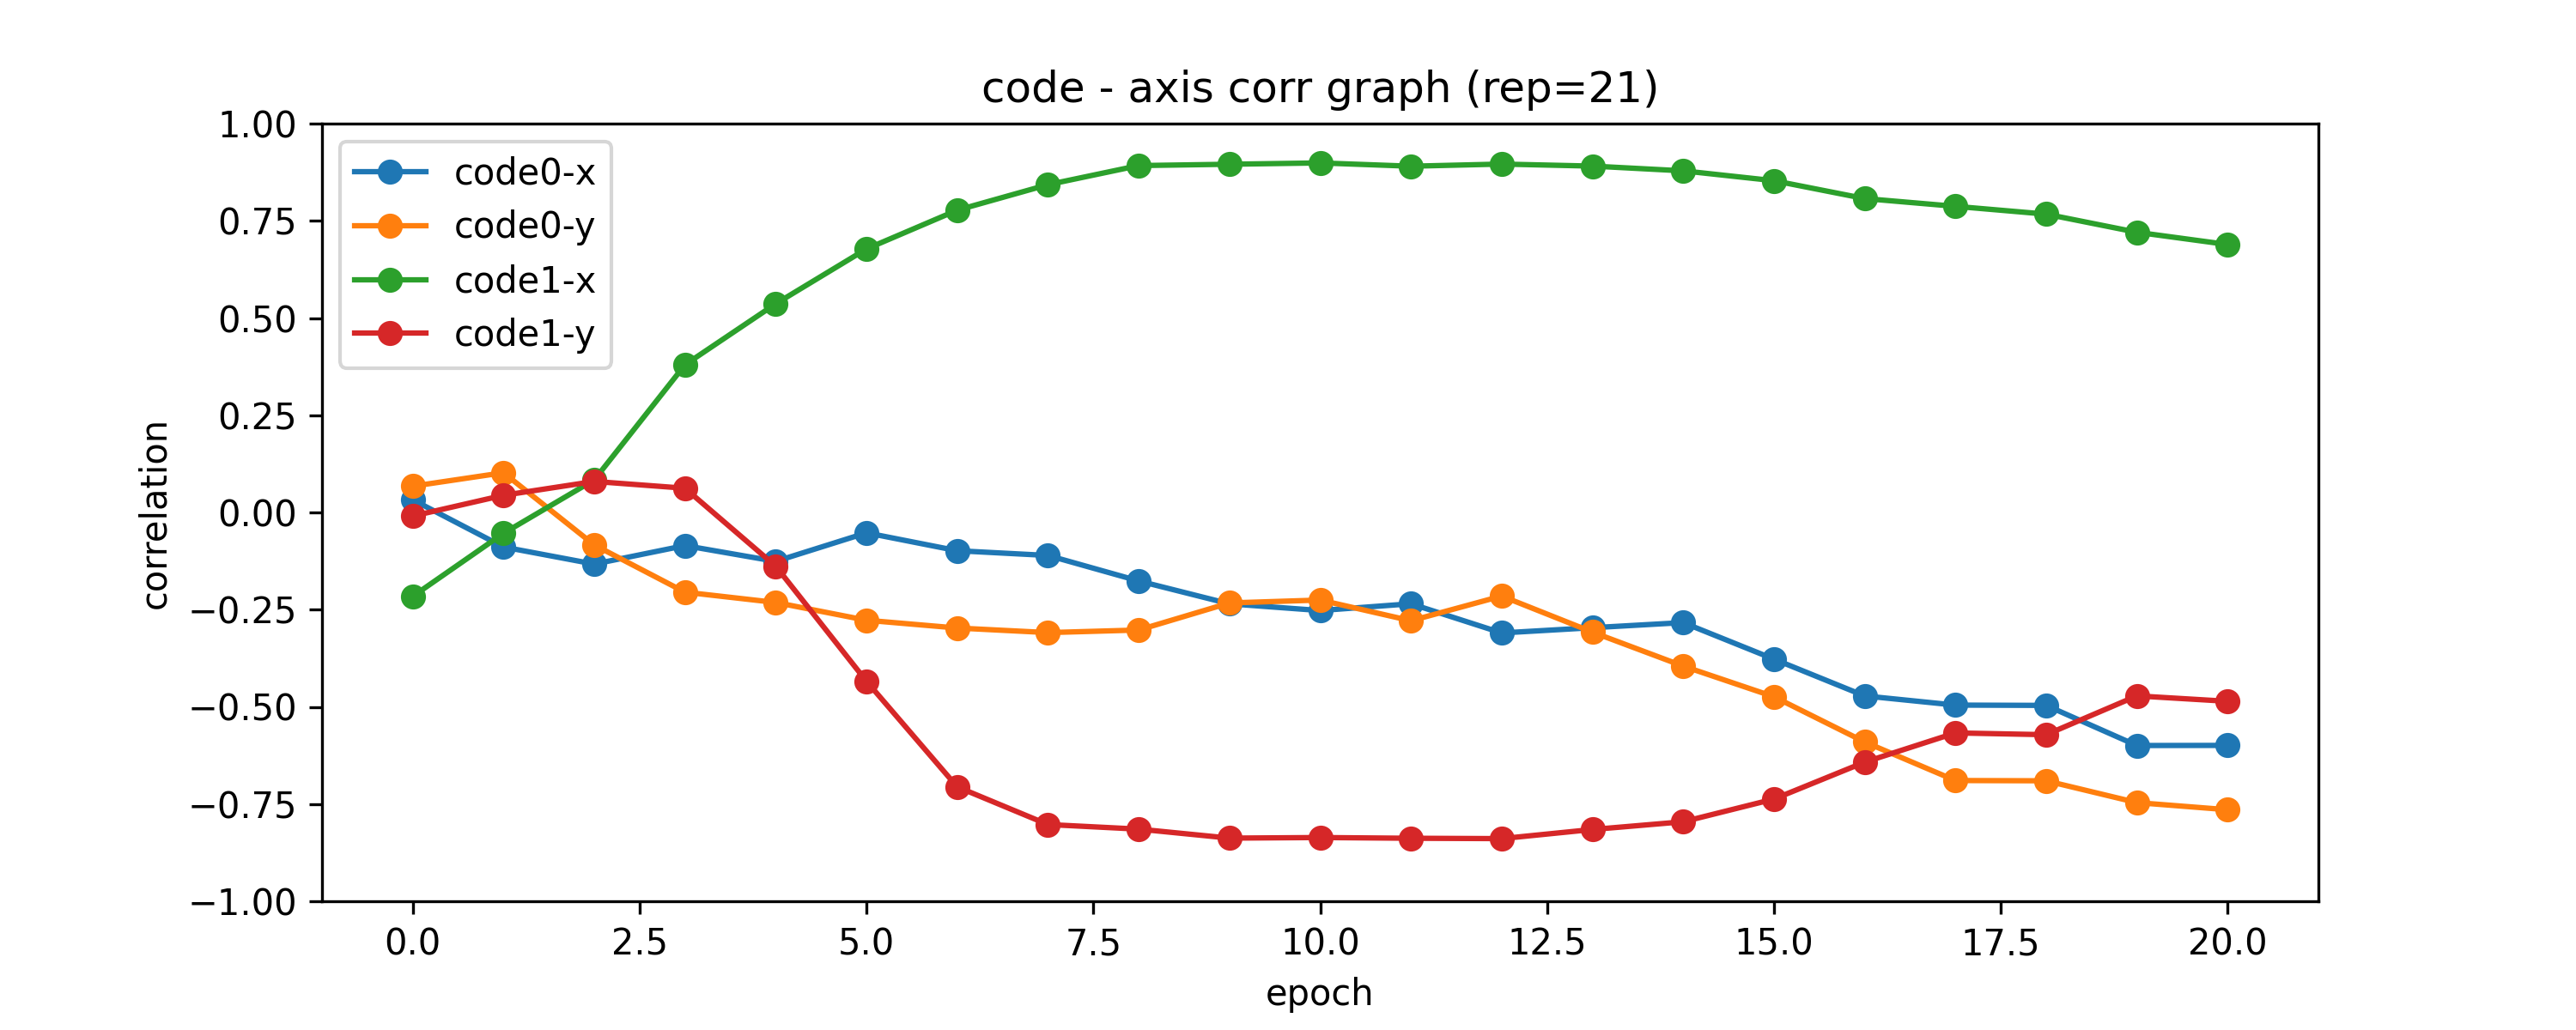 code - axis corr graph (rep=21)
1.00
0.75
0.50
0.25
0.00
−0.25
−0.50
−0.75
−1.00
correlation
code0-x
code0-y
code1-x
code1-y
0.0 2.5 5.0 7.5 10.0 12.5 15.0 17.5 20.0
epoch